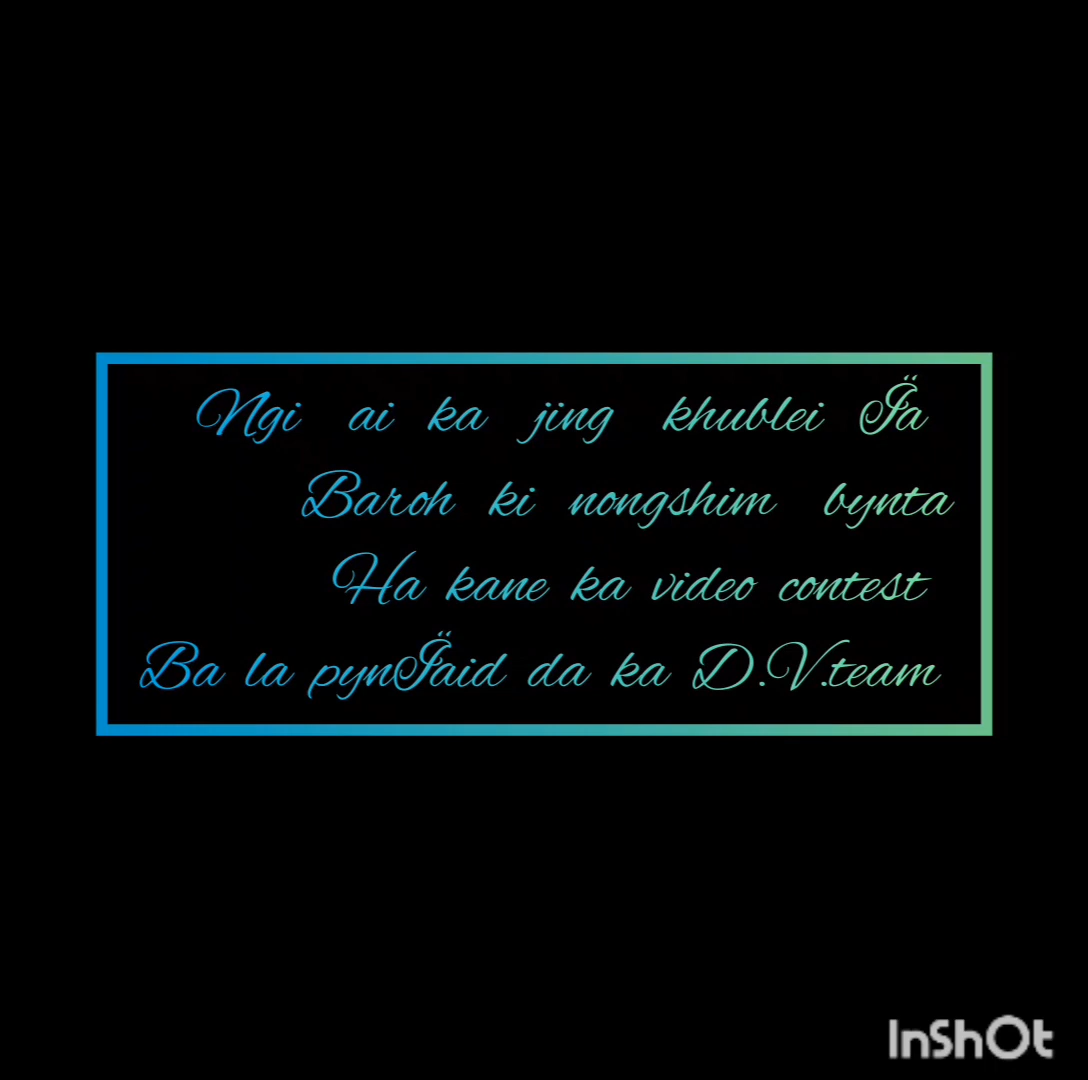 Ngi ai ka jing khublei Ïa
Baroh ki nongshim bynta
Ha kane ka video contest
Ba la pynÏaid da ka D.V.team
InShOt